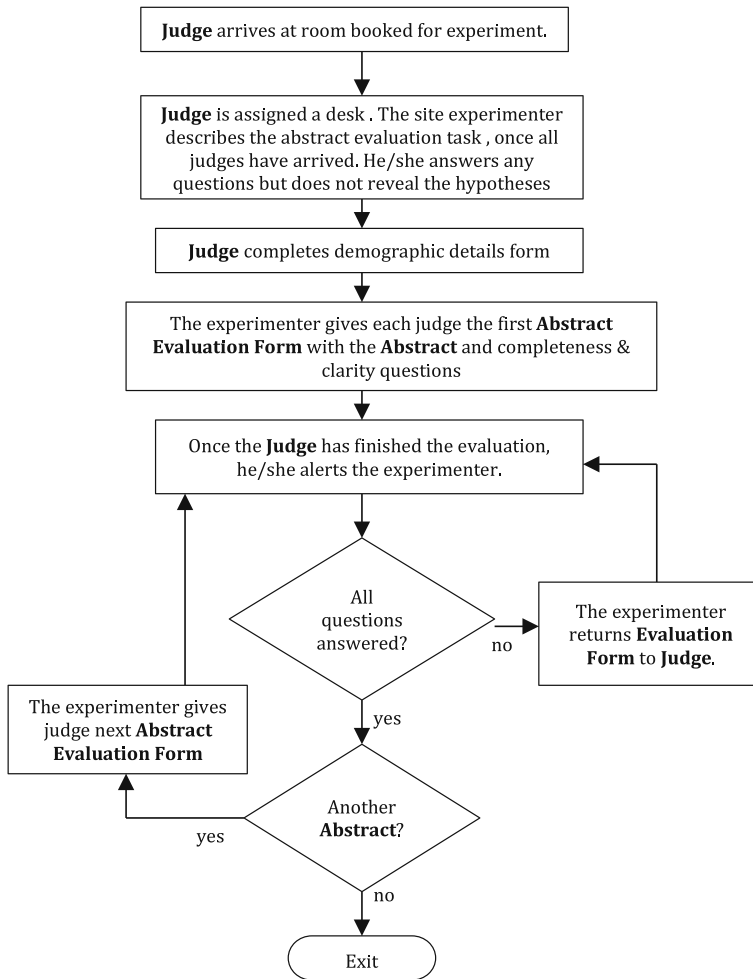 Judge arrives at room booked for experiment.
Judge is assigned a desk . The site experimenter
describes the abstract evaluation task , once all
judges have arrived. He/she answers any
questions but does not reveal the hypotheses
Judge completes demographic details form
The experimenter gives each judge the first Abstract
Evaluation Form with the Abstract and completeness &
clarity questions
Once the Judge has finished the evaluation,
he/she alerts the experimenter.
All
questions
answered?
no
The experimenter
returns Evaluation
Form to Judge.
yes
The experimenter gives
judge next Abstract
Evaluation Form
Another
Abstract?
yes
no
Exit